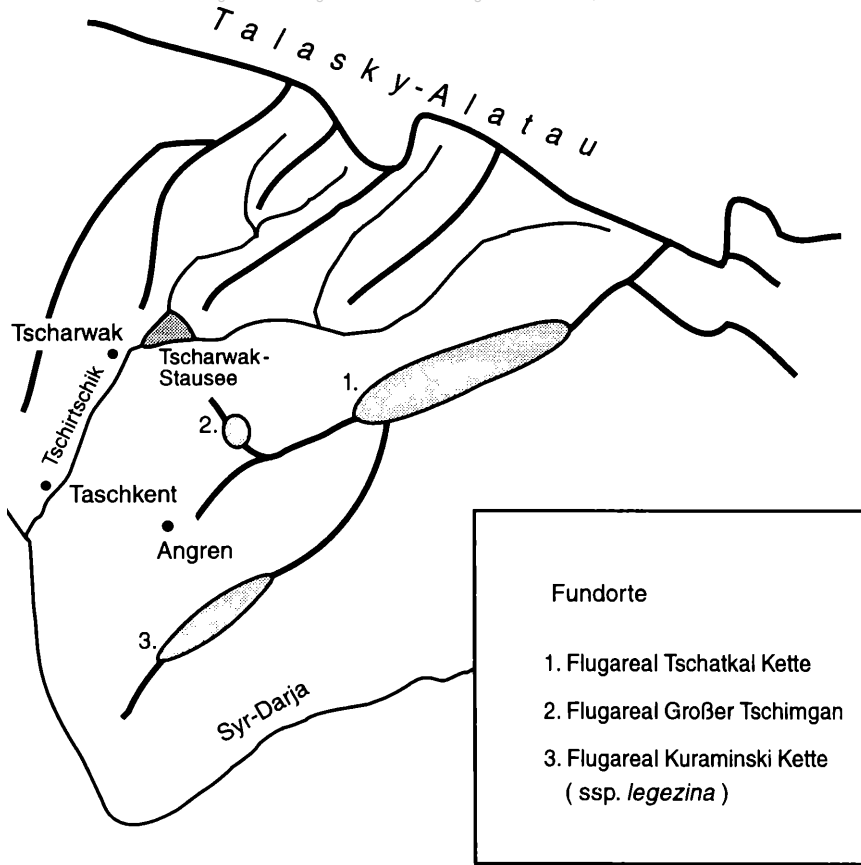 Talasky-Alatau
Tscharwak
Tscharwak-
Stausee
1.
Tschirtschik
2.
Taschkent
Angren
3.
Syr-Darja
Fundorte
1. Flugareal Tschatkal Kette
2. Flugareal Großer Tschimgan
3. Flugareal Kuraminski Kette
( ssp. legezina )